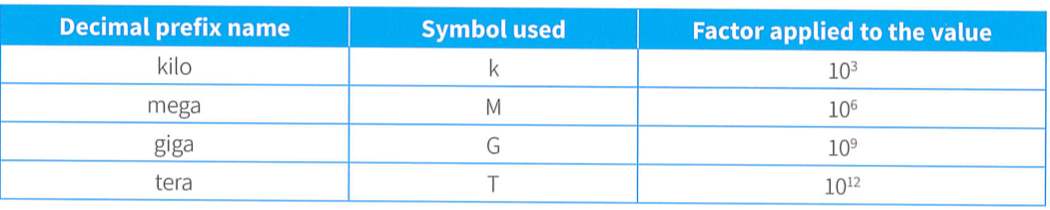 Decimal prefix name Symbol used Factor applied to the value
kilo k 10³
mega M 10⁶
giga G 10⁹
tera T 10¹²